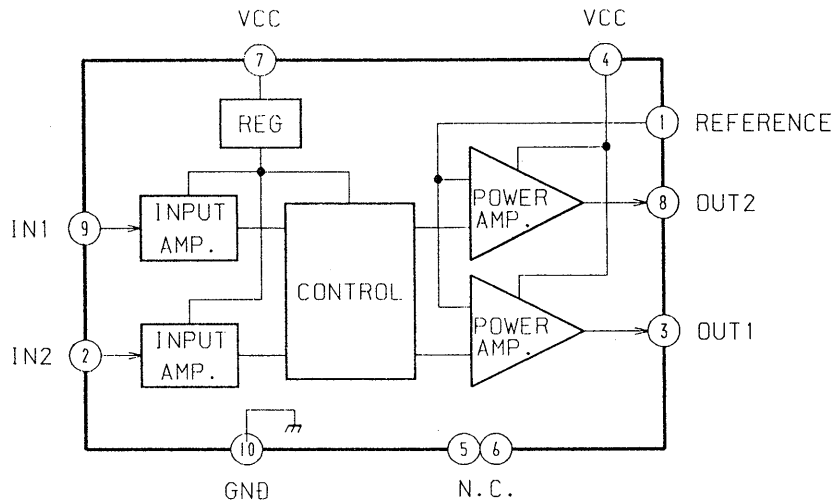 VCC VCC
7 4
REG
1 REFERENCE
POWER
AMP.
8 OUT2
IN1 9
INPUT
AMP.
CONTROL
POWER
AMP.
3 OUT1
IN2 2
INPUT
AMP.
10 5 6
GND N.C.